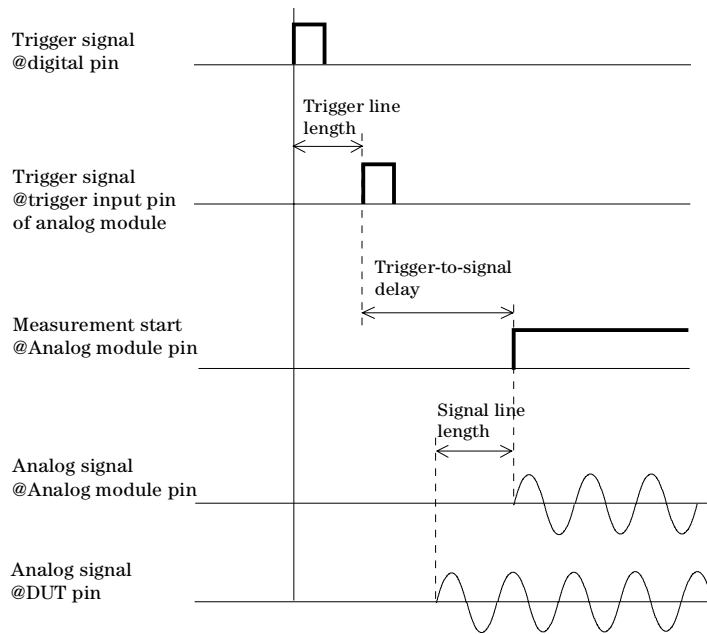 Trigger signal
@digital pin
Trigger line
length
Trigger signal
@trigger input pin
of analog module
Trigger-to-signal
delay
Measurement start
@Analog module pin
Signal line
length
Analog signal
@Analog module pin
Analog signal
@DUT pin